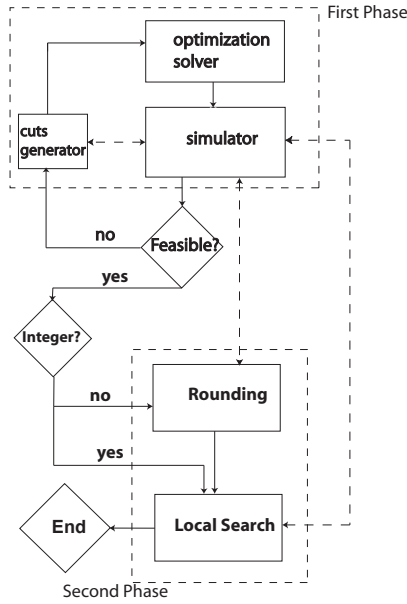 First Phase
optimization
solver
cuts
generator
simulator
no
Feasible?
yes
Integer?
no
Rounding
yes
End
Local Search
Second Phase